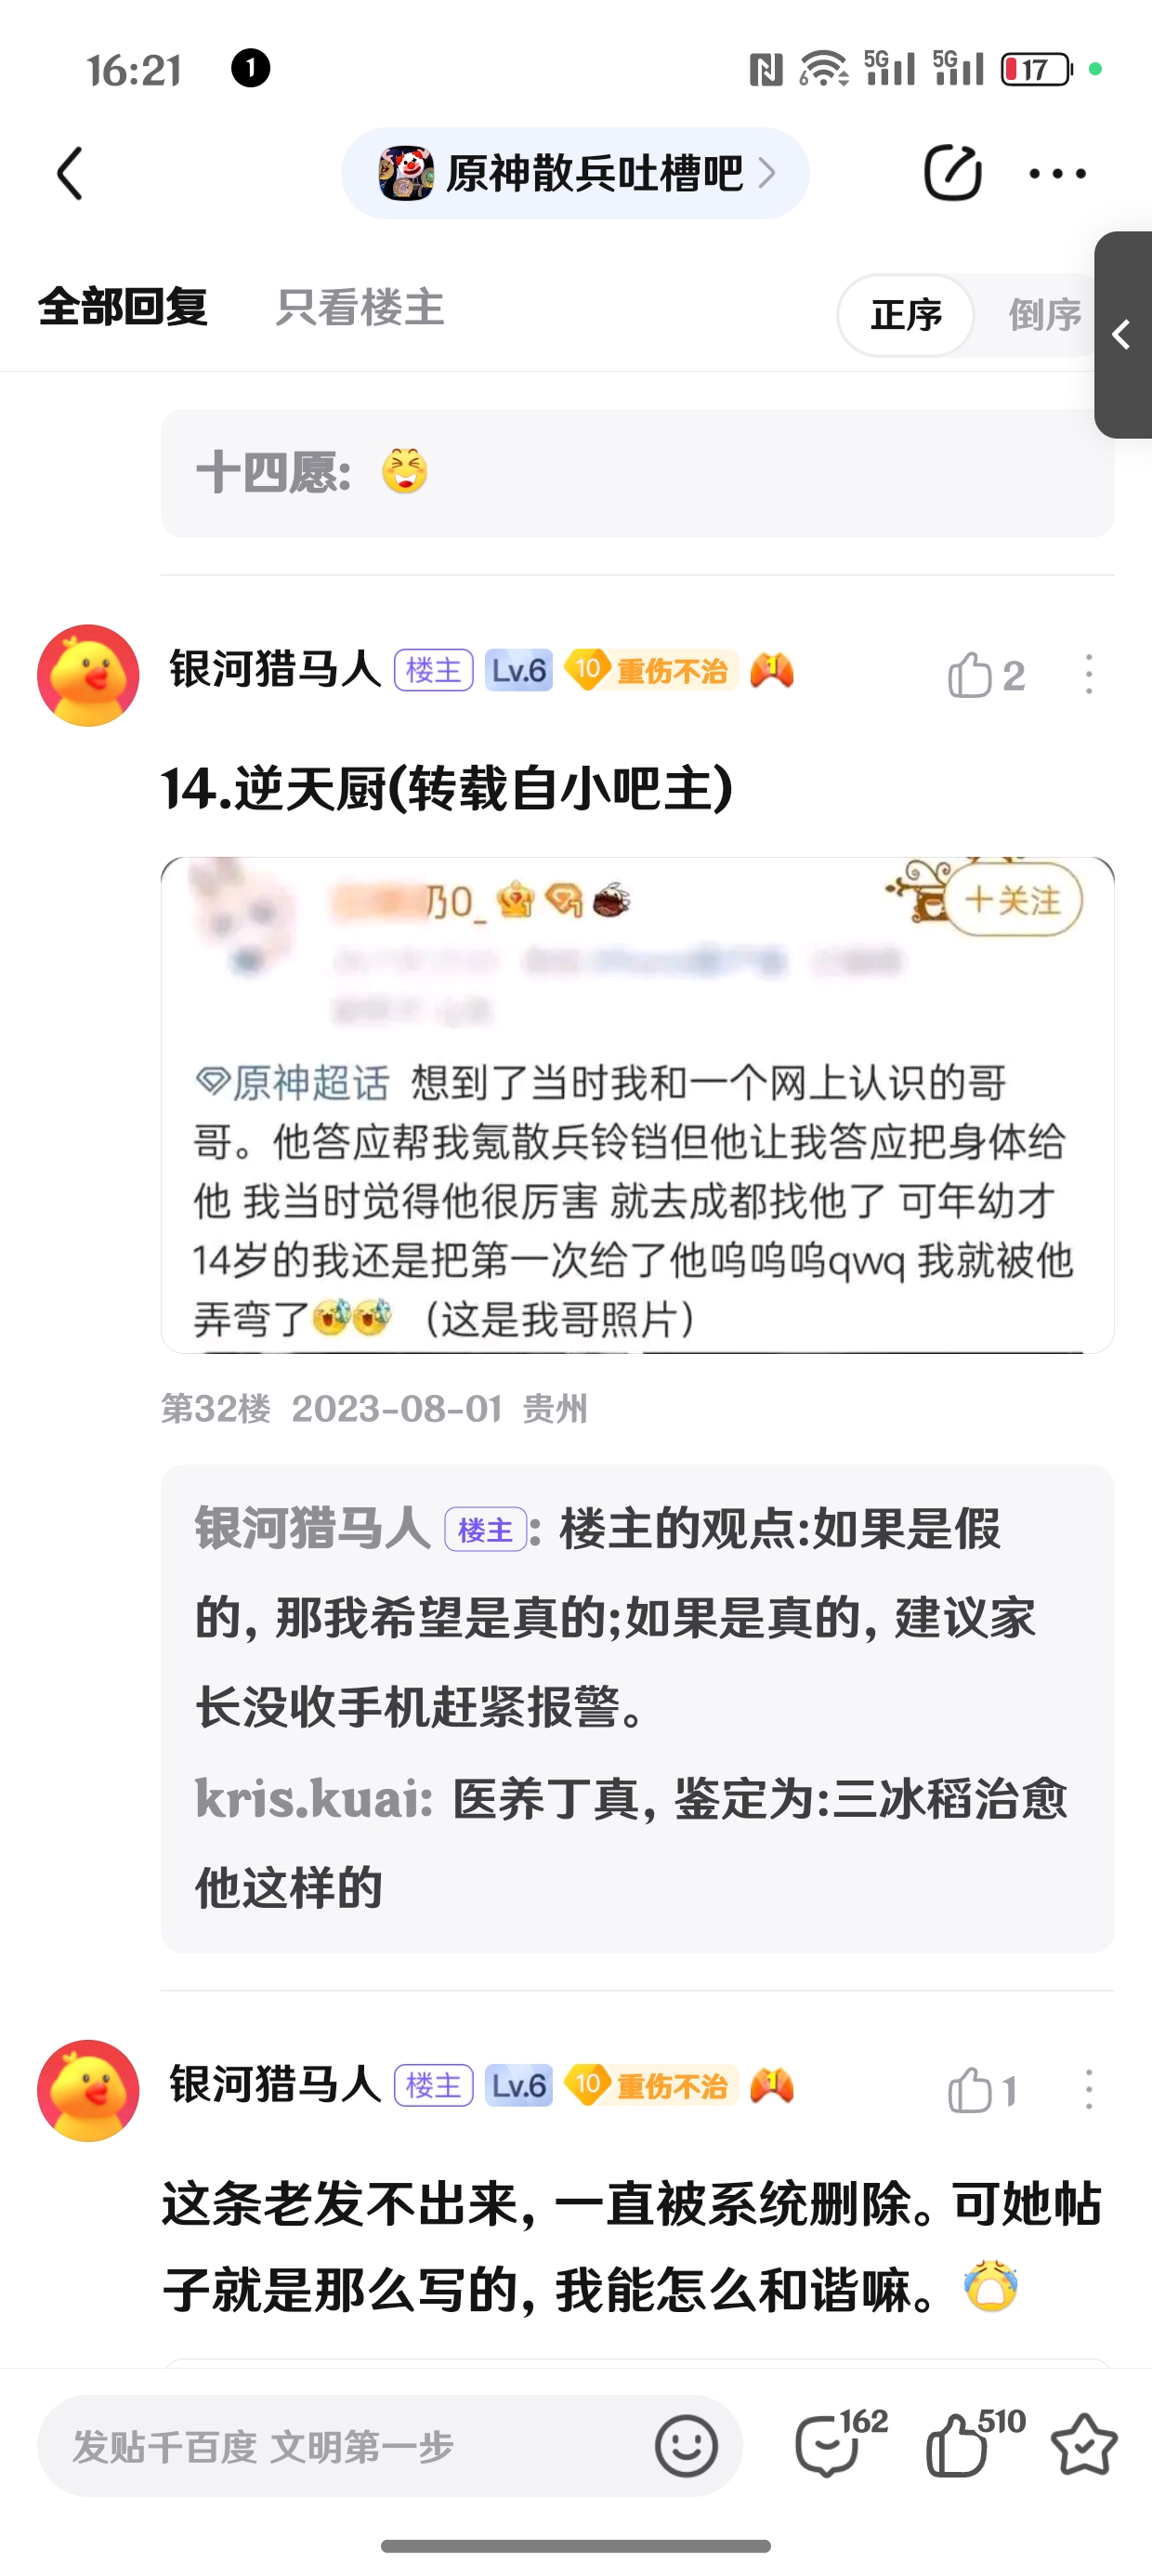 16:21 1 6 5G 5G 17
原神散兵吐槽吧
全部回复 只看楼主 正序 倒序
十四愿:
银河猎马人 楼主 Lv.6 10 重伤不治 2
14.逆天厨(转载自小吧主)
乃0_ 十关注
原神超话 想到了当时我和一个网上认识的哥
哥。他答应帮我氪散兵铃铛但他让我答应把身体给
他 我当时觉得他很厉害 就去成都找他了 可年幼才
14岁的我还是把第一次给了他呜呜呜qwq 我就被他
弄弯了 （这是我哥照片）
第32楼 2023-08-01 贵州
银河猎马人 楼主 : 楼主的观点:如果是假
的, 那我希望是真的;如果是真的, 建议家
长没收手机赶紧报警。
kris.kuai: 医养丁真, 鉴定为:三冰稻治愈
他这样的
银河猎马人 楼主 Lv.6 10 重伤不治 1
这条老发不出来, 一直被系统删除。可她帖
子就是那么写的, 我能怎么和谐嘛。
发贴千百度 文明第一步 162 510